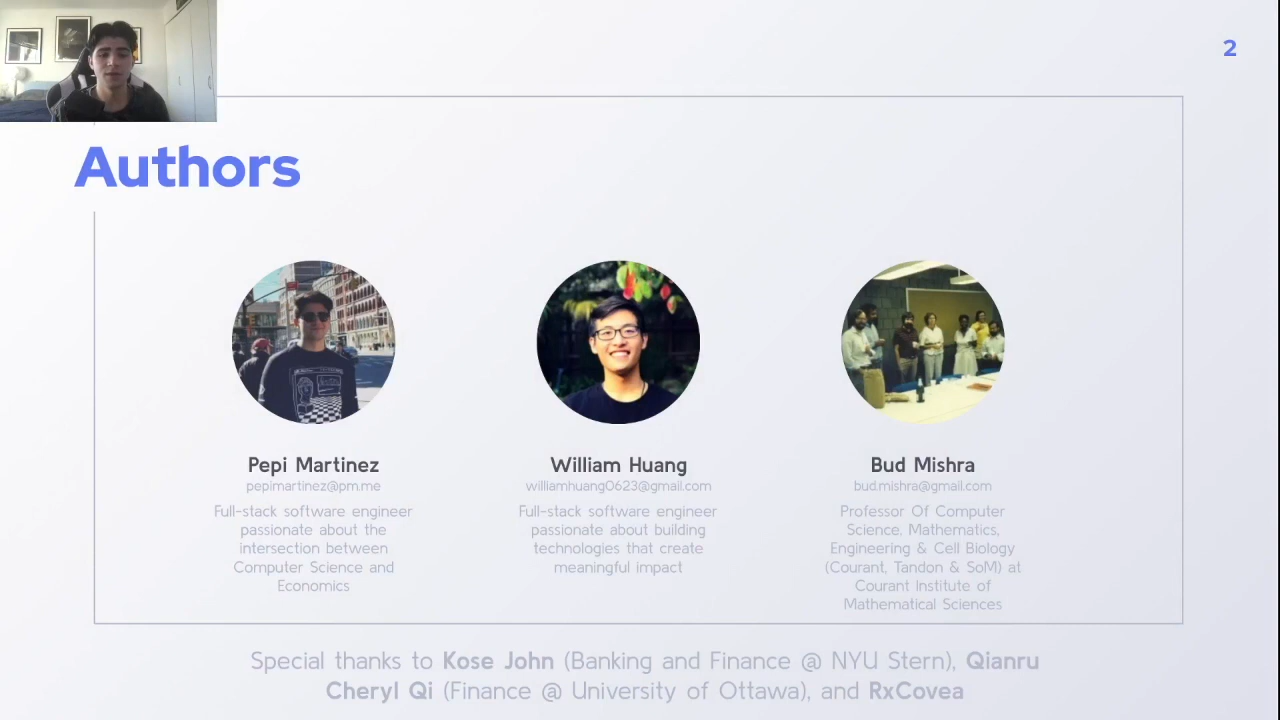 2
Authors
Pepi Martinez
pepimartinez@pm.me
Full-stack software engineer
passionate about the
intersection between
Computer Science and
Economics
William Huang
williamhuang0623@gmail.com
Full-stack software engineer
passionate about building
technologies that create
meaningful impact
Bud Mishra
bud.mishra@gmail.com
Professor Of Computer
Science, Mathematics,
Engineering & Cell Biology
(Courant, Tandon & SoM) at
Courant Institute of
Mathematical Sciences
Special thanks to Kose John (Banking and Finance @ NYU Stern), Qianru
Cheryl Qi (Finance @ University of Ottawa), and RxCovea